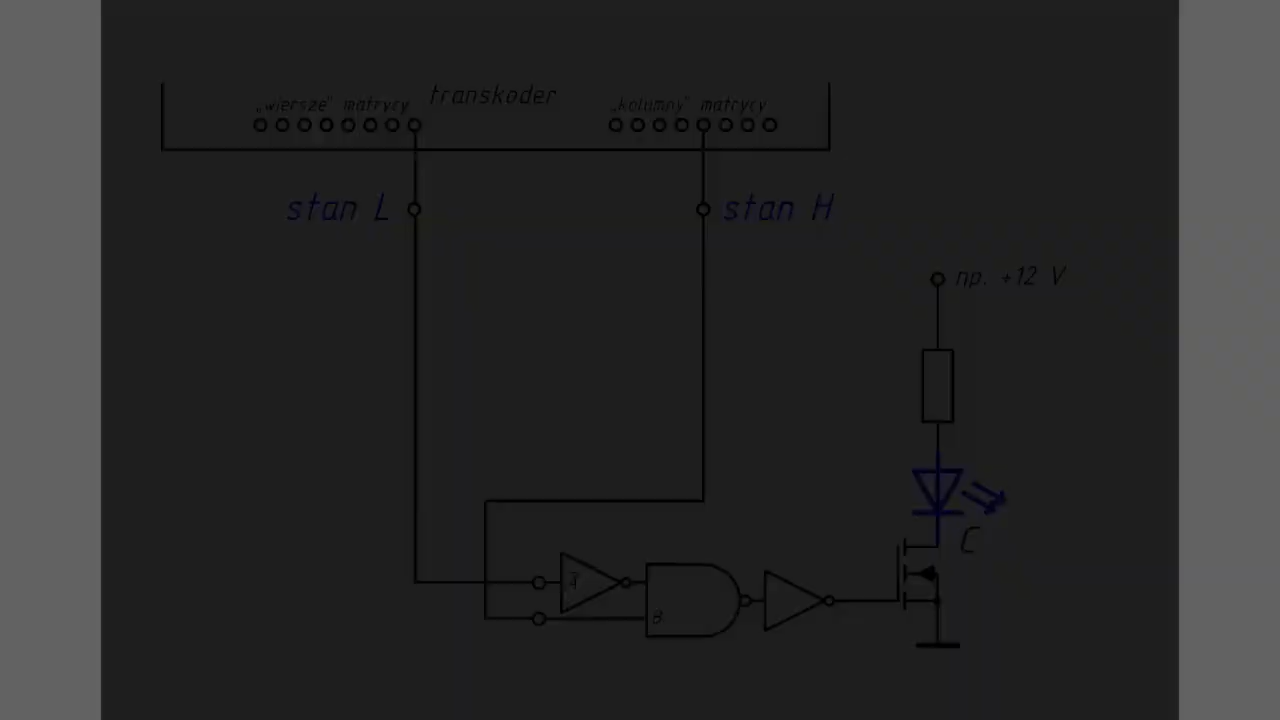 transkoder
„wiersze" matrycy
„kolumny" matrycy
stan L
stan H
np. +12 V
C
B